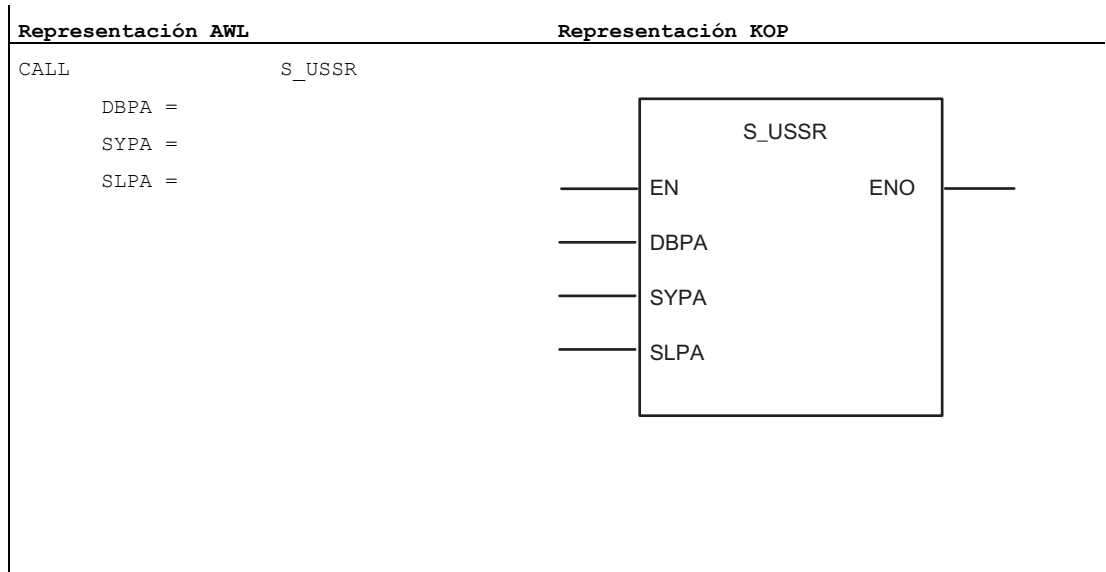 Representación AWL Representación KOP
CALL S_USSR
DBPA =
SYPA =
SLPA =
S_USSR
EN ENO
DBPA
SYPA
SLPA